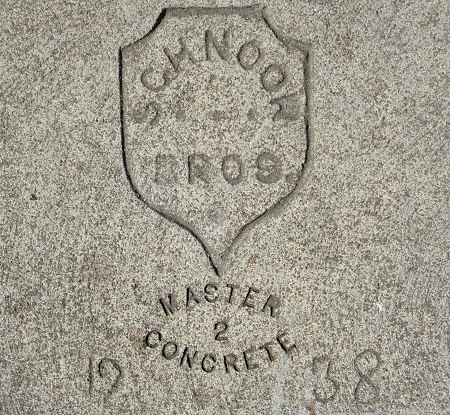 SCHNOOR
BROS.
MASTER
2
CONCRETE
19 38